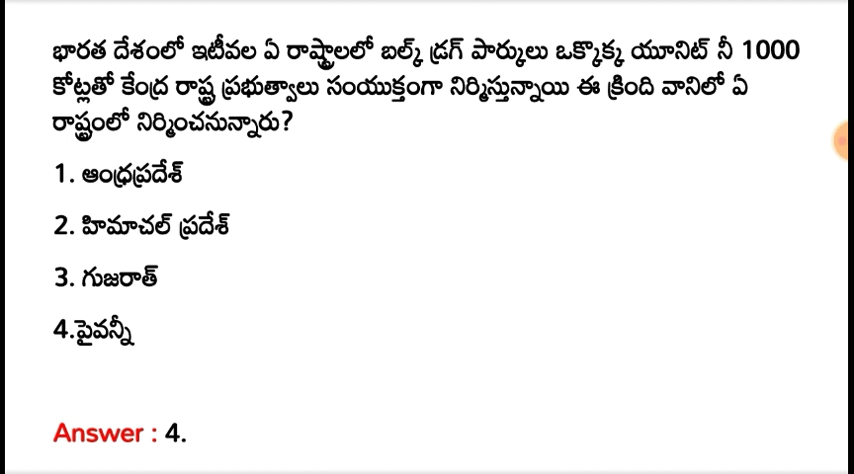 భారత దేశంలో ఇటీవల ఏ రాష్ట్రాలలో బల్క్ డ్రగ్ పార్కులు ఒక్కొక్క యూనిట్ నీ 1000
కోట్లతో కేంద్ర రాష్ట్ర ప్రభుత్వాలు సంయుక్తంగా నిర్మిస్తున్నాయి ఈ క్రింది వానిలో ఏ
రాష్ట్రంలో నిర్మించనున్నారు?
1. ఆంధ్రప్రదేశ్
2. హిమాచల్ ప్రదేశ్
3. గుజరాత్
4.పైవన్నీ
Answer : 4.